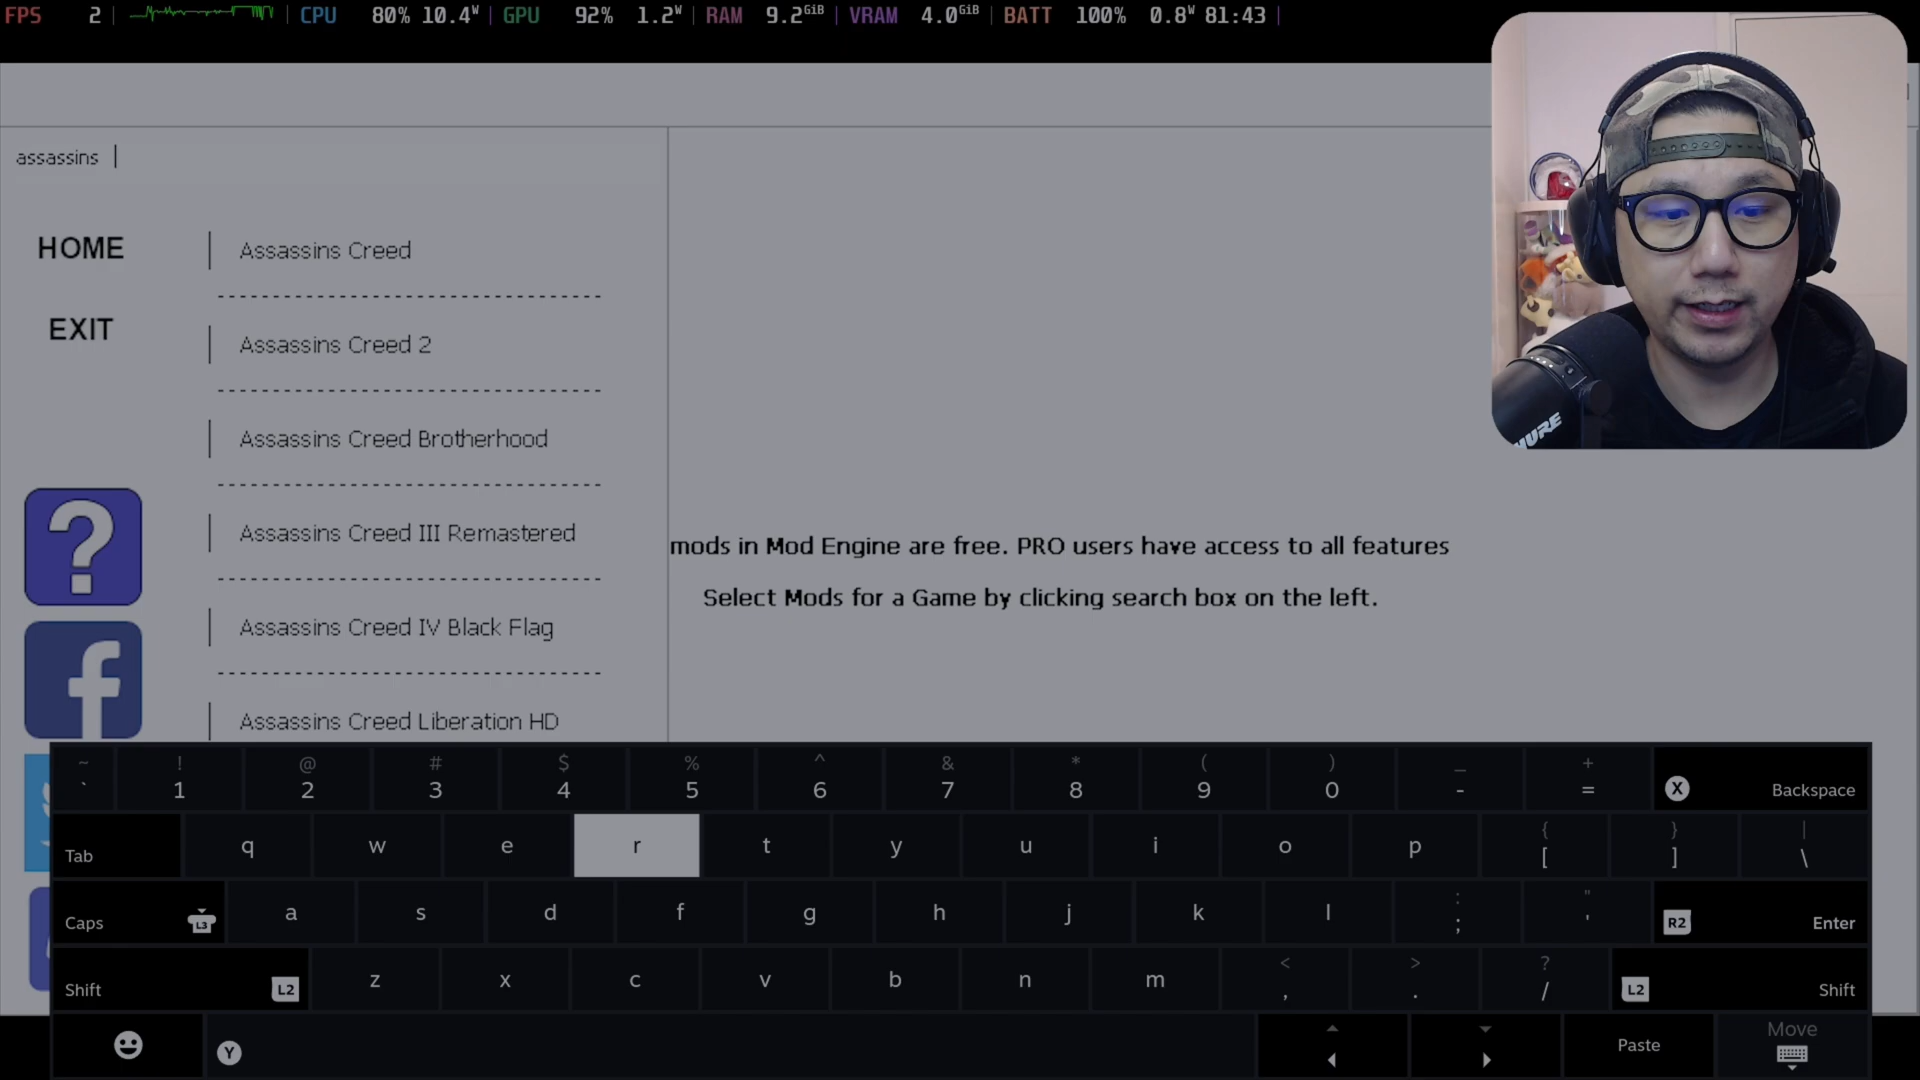 FPS 2 CPU 80% 10.4W GPU 92% 1.2W RAM 9.2GiB VRAM 4.0GiB BATT 100% 0.8W 81:43
assassins
HOME
EXIT
Assassins Creed
Assassins Creed 2
Assassins Creed Brotherhood
Assassins Creed III Remastered
Assassins Creed IV Black Flag
Assassins Creed Liberation HD
mods in Mod Engine are free. PRO users have access to all features
Select Mods for a Game by clicking search box on the left.
?
f
SHURE
~ ! @ # $ % ^ & * ( ) _ +
` 1 2 3 4 5 6 7 8 9 0 - = X Backspace
{ } |
Tab q w e r t y u i o p [ ] \
: "
Caps L3 a s d f g h j k l ; ' R2 Enter
< > ?
Shift L2 z x c v b n m , . / L2 Shift
Y Paste Move